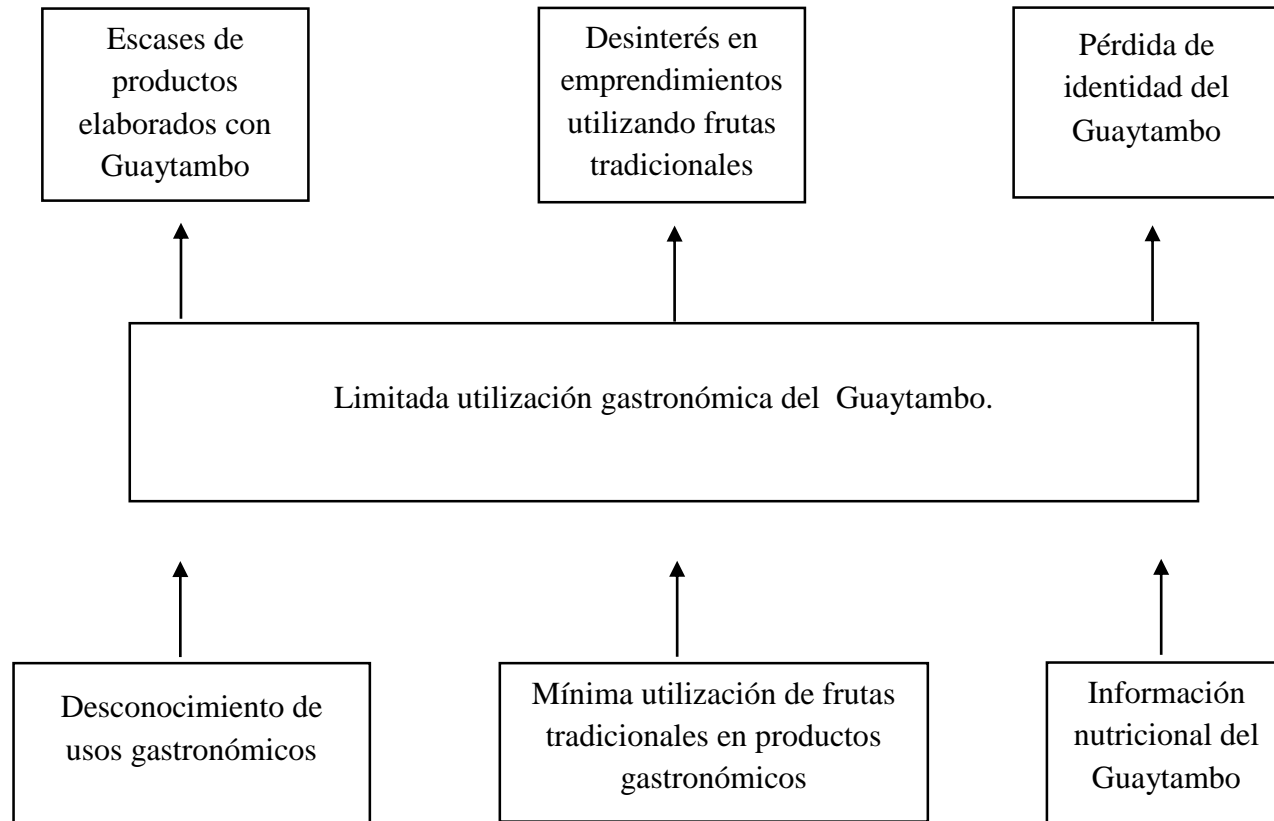 Escases de
productos
elaborados con
Guaytambo
Desinterés en
emprendimientos
utilizando frutas
tradicionales
Pérdida de
identidad del
Guaytambo
Limitada utilización gastronómica del  Guaytambo.
Desconocimiento de
usos gastronómicos
Mínima utilización de frutas
tradicionales en productos
gastronómicos
Información
nutricional del
Guaytambo